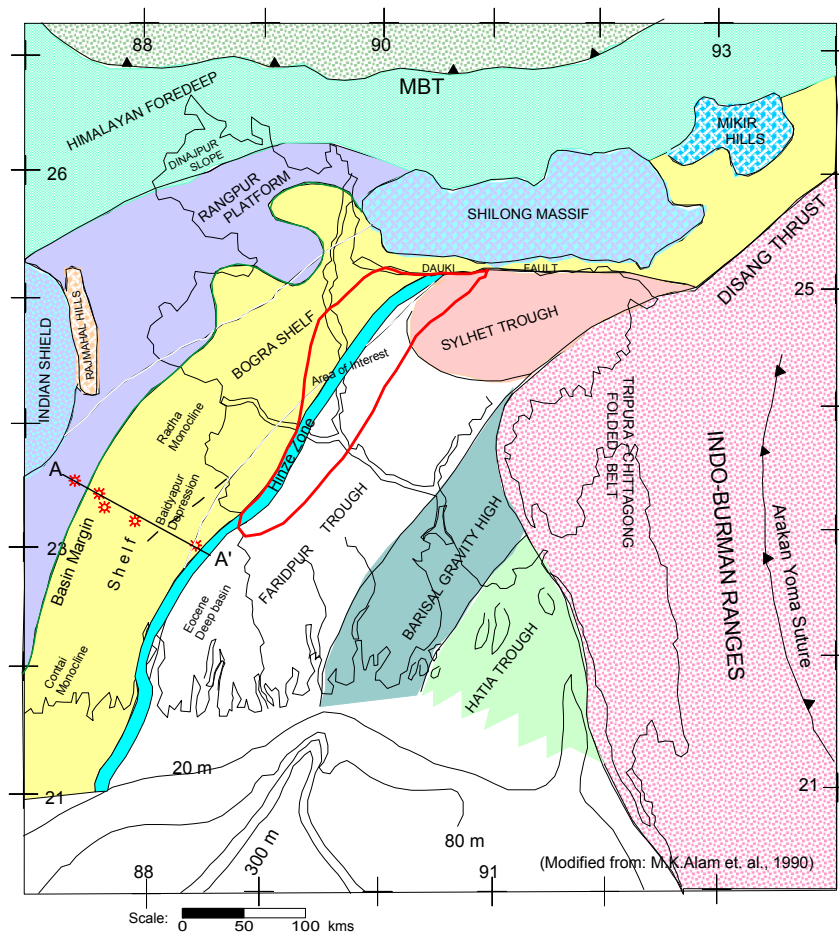 88
90
93
MBT
HIMALAYAN FOREDEEP
MIKIR
HILLS
DINAJPUR
SLOPE
26
RANGPUR
PLATFORM
SHILONG MASSIF
DISANG THRUST
DAUKI
FAULT
25
INDIAN SHIELD
RAJMAHAL HILLS
BOGRA SHELF
SYLHET TROUGH
Area of Interest
TRIPURA - CHITTAGONG
FOLDED BELT
Radha
Monocline
Hinze Zone
INDO-BURMAN RANGES
Arakan Yoma Suture
A
Baidyapur
Depression
Basin Margin
Shelf
23
A'
FARIDPUR TROUGH
Eocene
Deep basin
BARISAL GRAVITY HIGH
HATIA TROUGH
Contai
Monocline
20 m
21
21
80 m
300 m
88
91
(Modified from: M.K.Alam et. al., 1990)
Scale:
0 50 100 kms